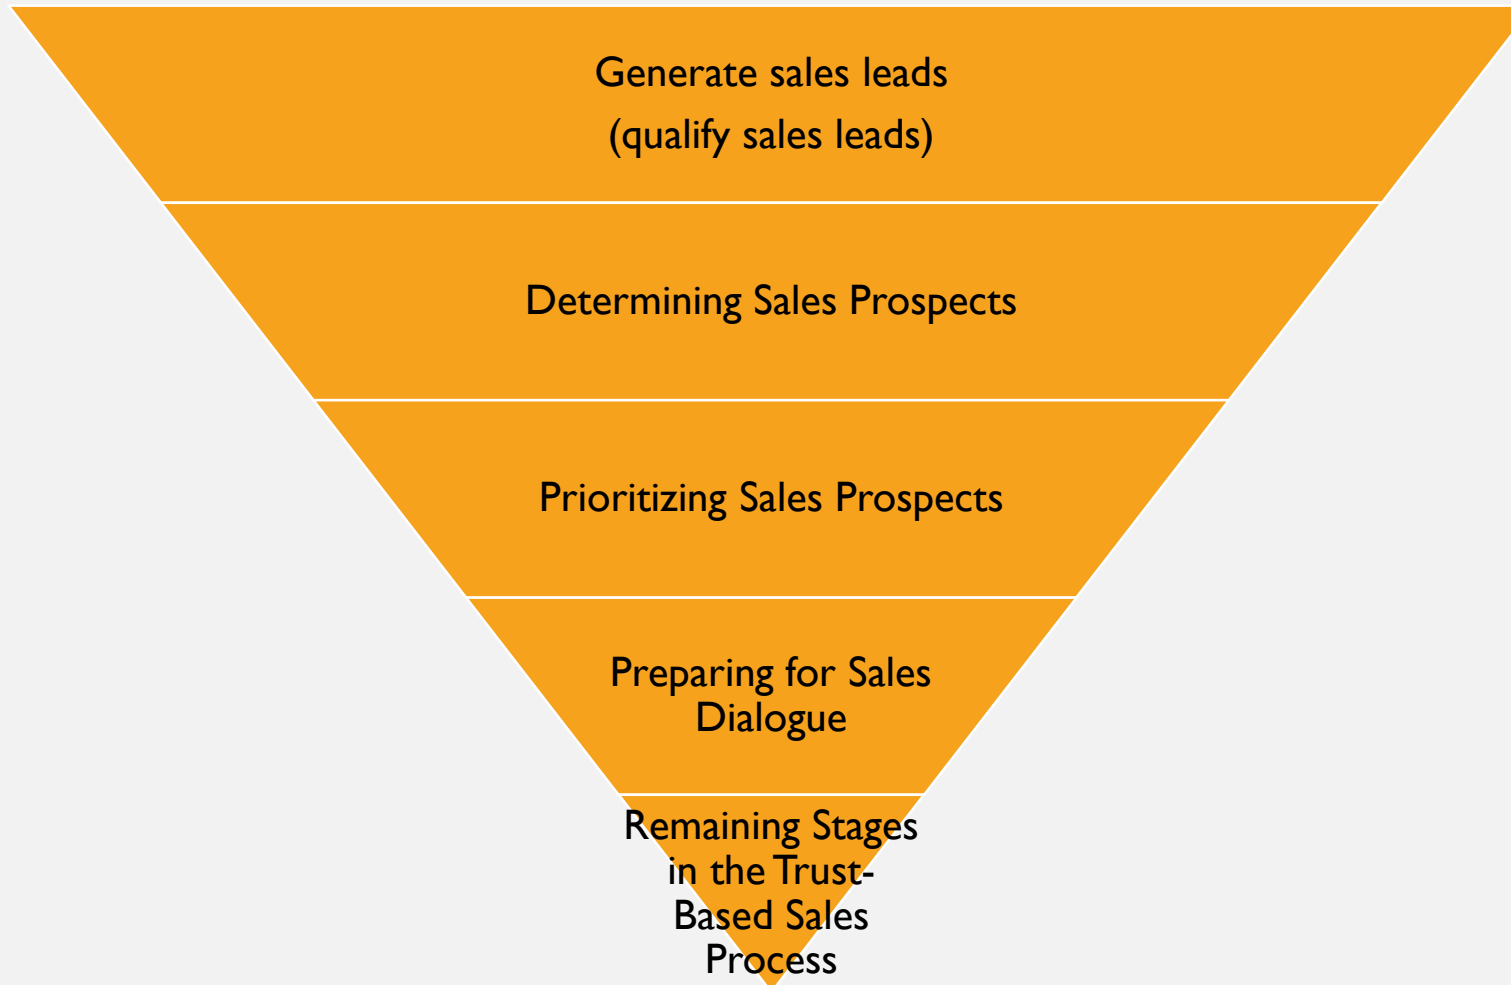 Generate sales leads
(qualify sales leads)
Determining Sales Prospects
Prioritizing Sales Prospects
Preparing for Sales
Dialogue
Remaining Stages
in the Trust-
Based Sales
Process